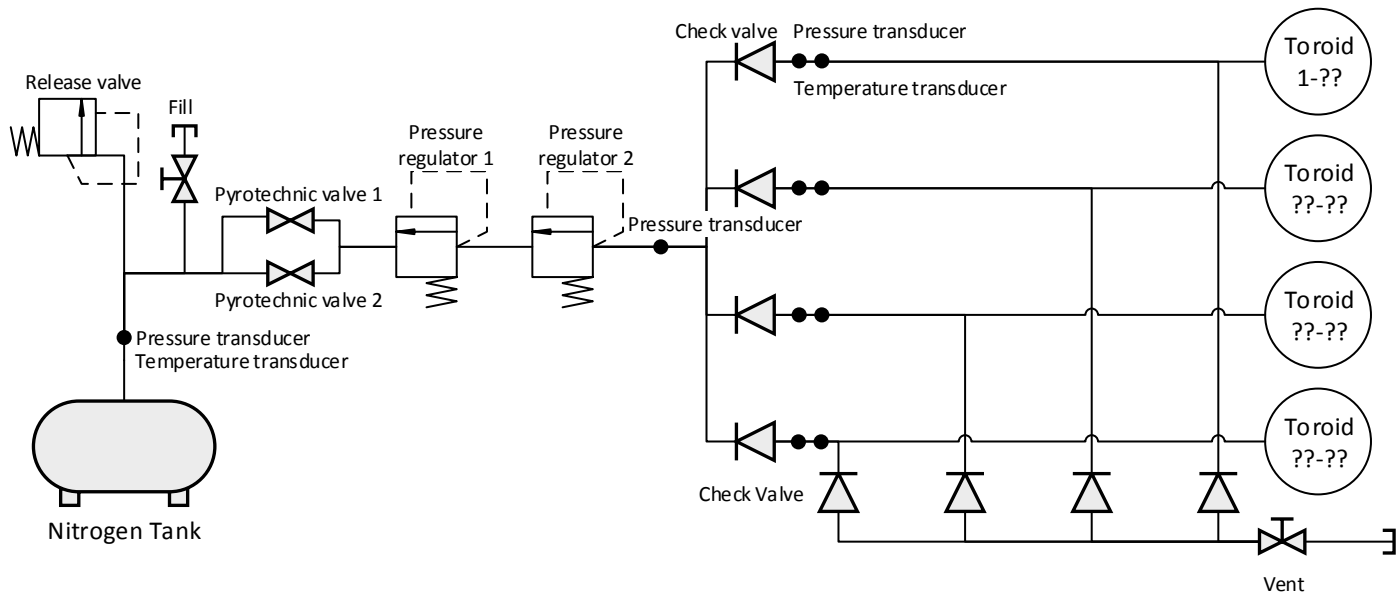 Check valve
Pressure transducer
Toroid
1-??
Temperature transducer
Release valve
Fill
Pressure
regulator 1
Pressure
regulator 2
Toroid
??-??
Pyrotechnic valve 1
Pressure transducer
Pyrotechnic valve 2
Toroid
??-??
Pressure transducer
Temperature transducer
Toroid
??-??
Check Valve
Nitrogen Tank
Vent